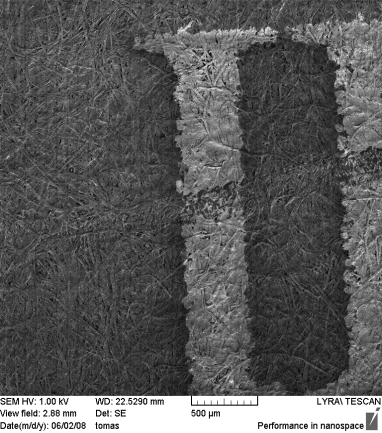 SEM HV: 1.00 kV WD: 22.5290 mm LYRA\ TESCAN
View field: 2.88 mm Det: SE 500 µm
Date(m/d/y): 06/02/08 tomas Performance in nanospace